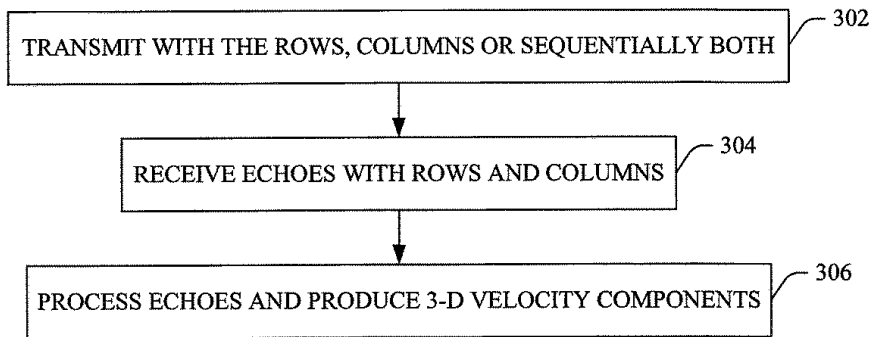 302
TRANSMIT WITH THE ROWS, COLUMNS OR SEQUENTIALLY BOTH
304
RECEIVE ECHOES WITH ROWS AND COLUMNS
306
PROCESS ECHOES AND PRODUCE 3-D VELOCITY COMPONENTS